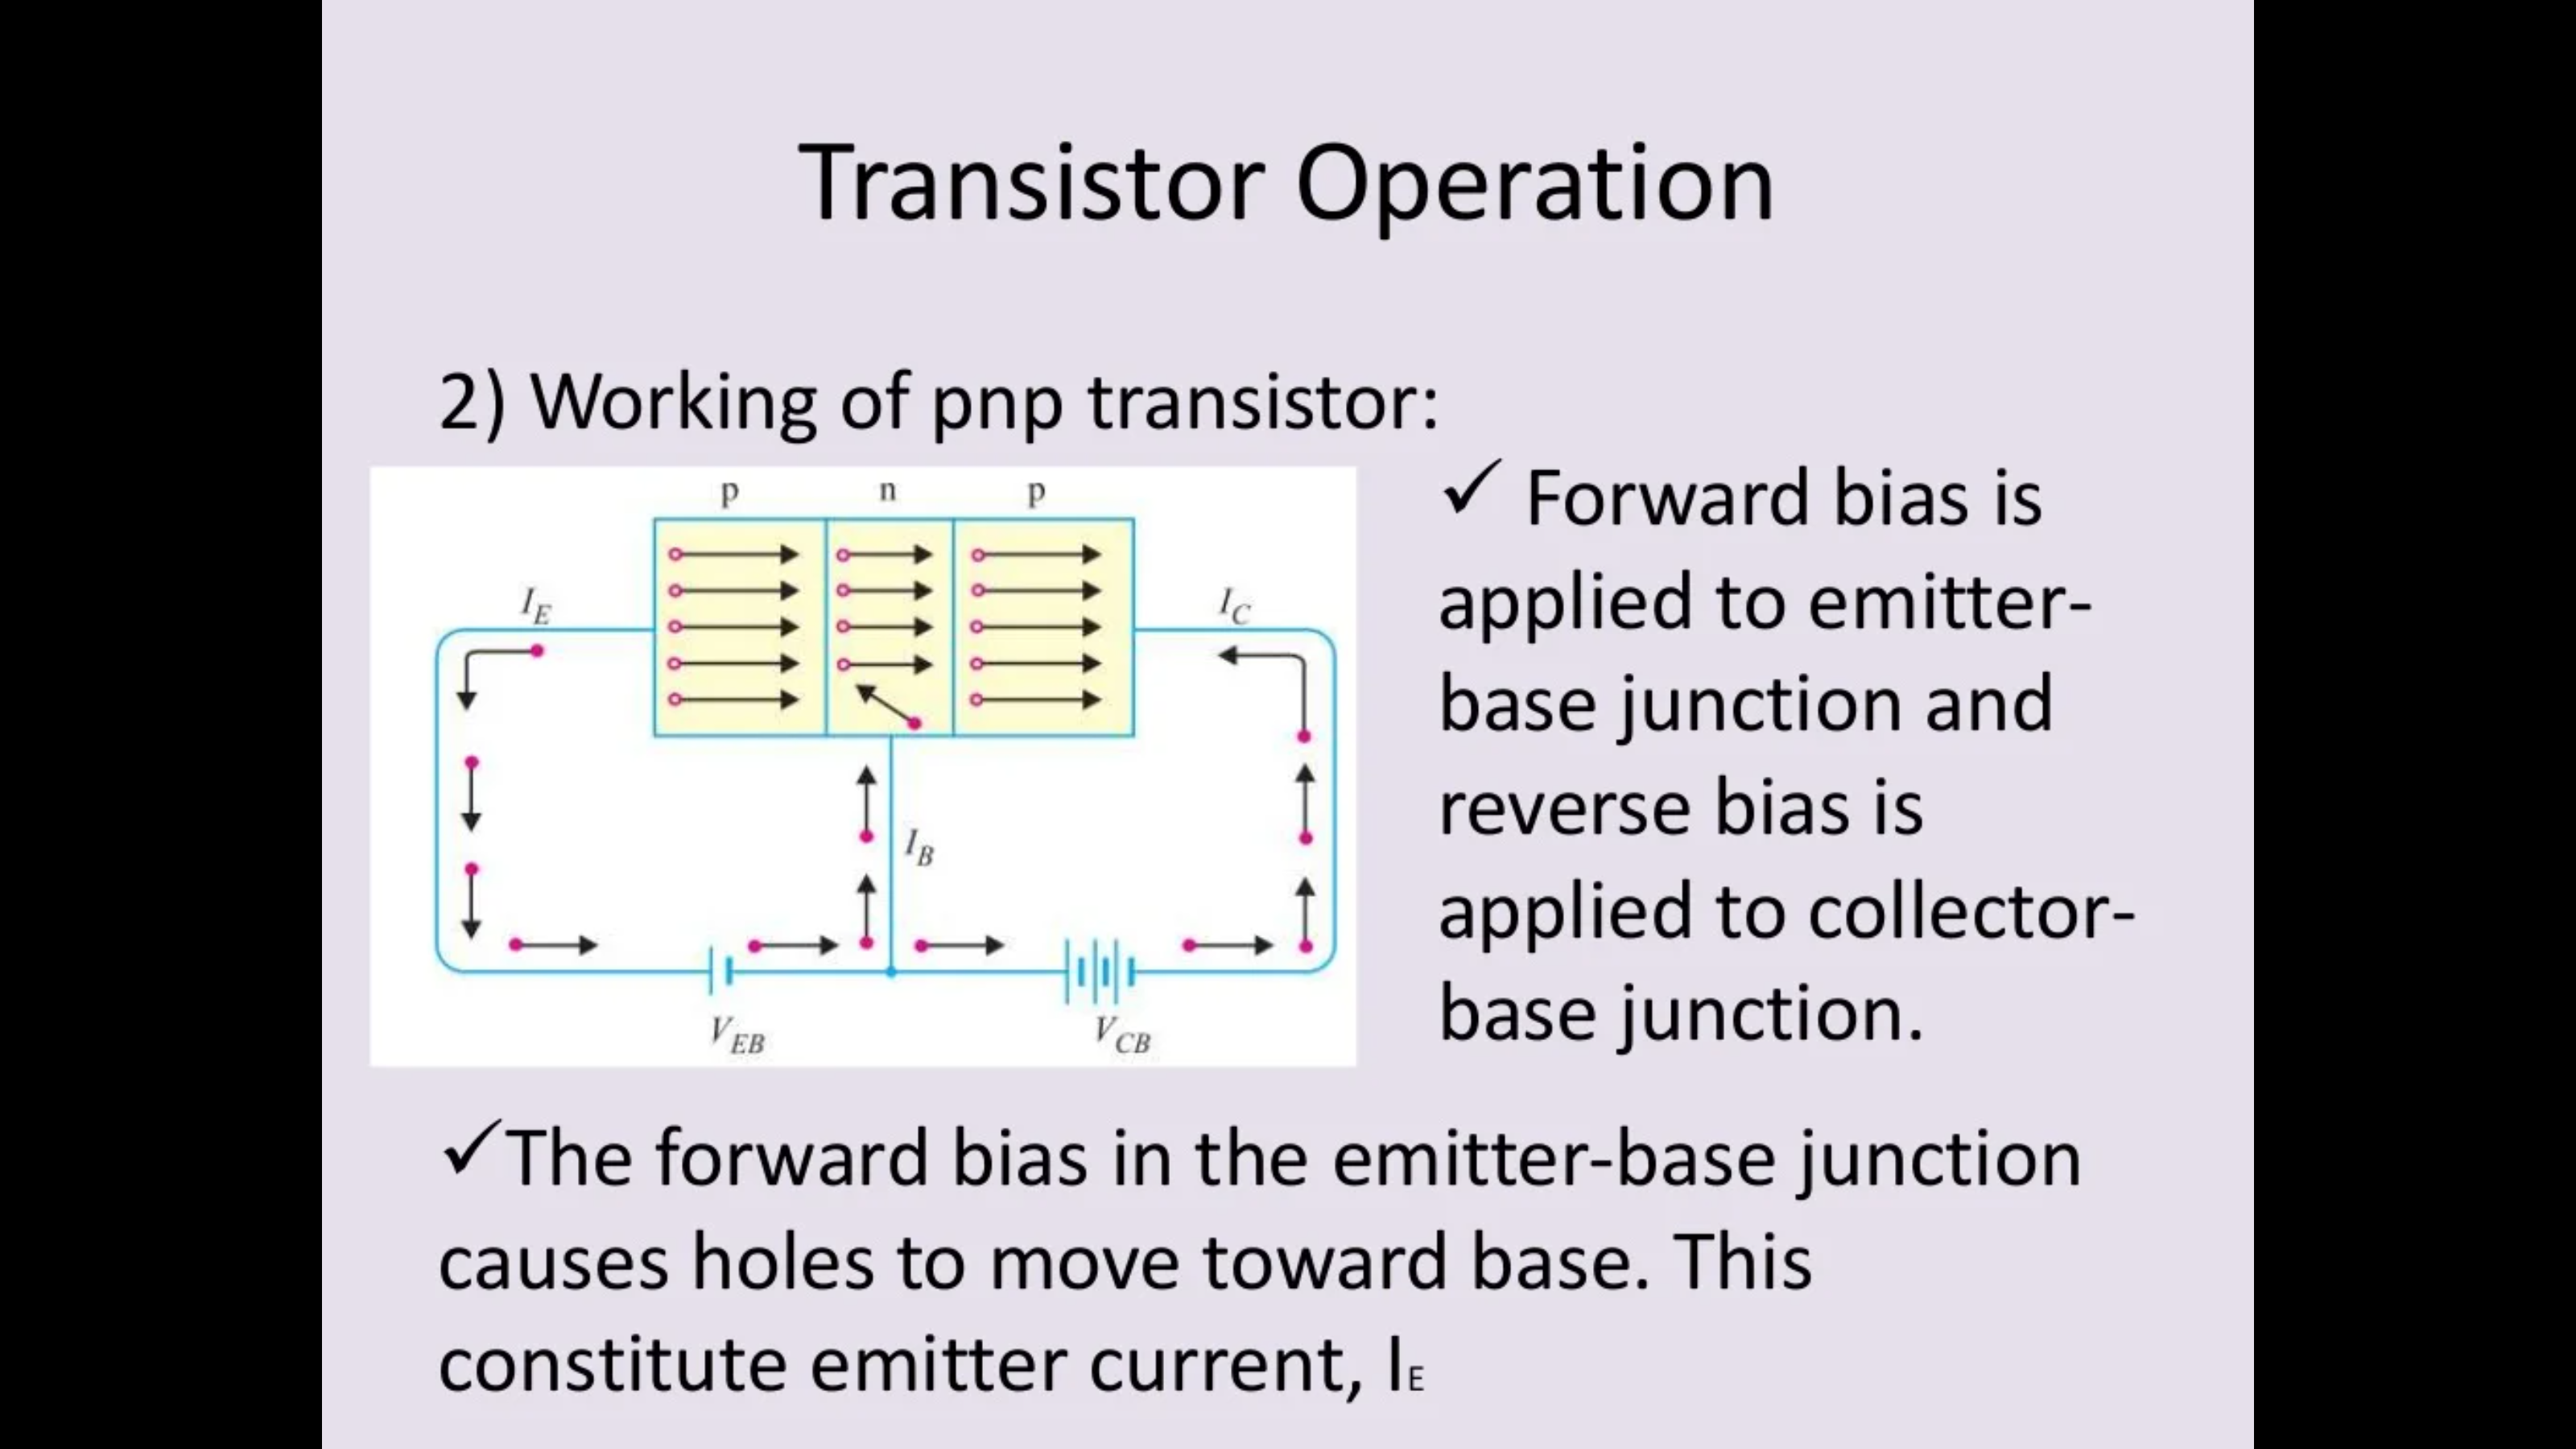 Transistor Operation
2) Working of pnp transistor:
p n p
I_E
I_C
I_B
V_EB
V_CB
✓ Forward bias is
applied to emitter-
base junction and
reverse bias is
applied to collector-
base junction.
✓The forward bias in the emitter-base junction
causes holes to move toward base. This
constitute emitter current, I_E